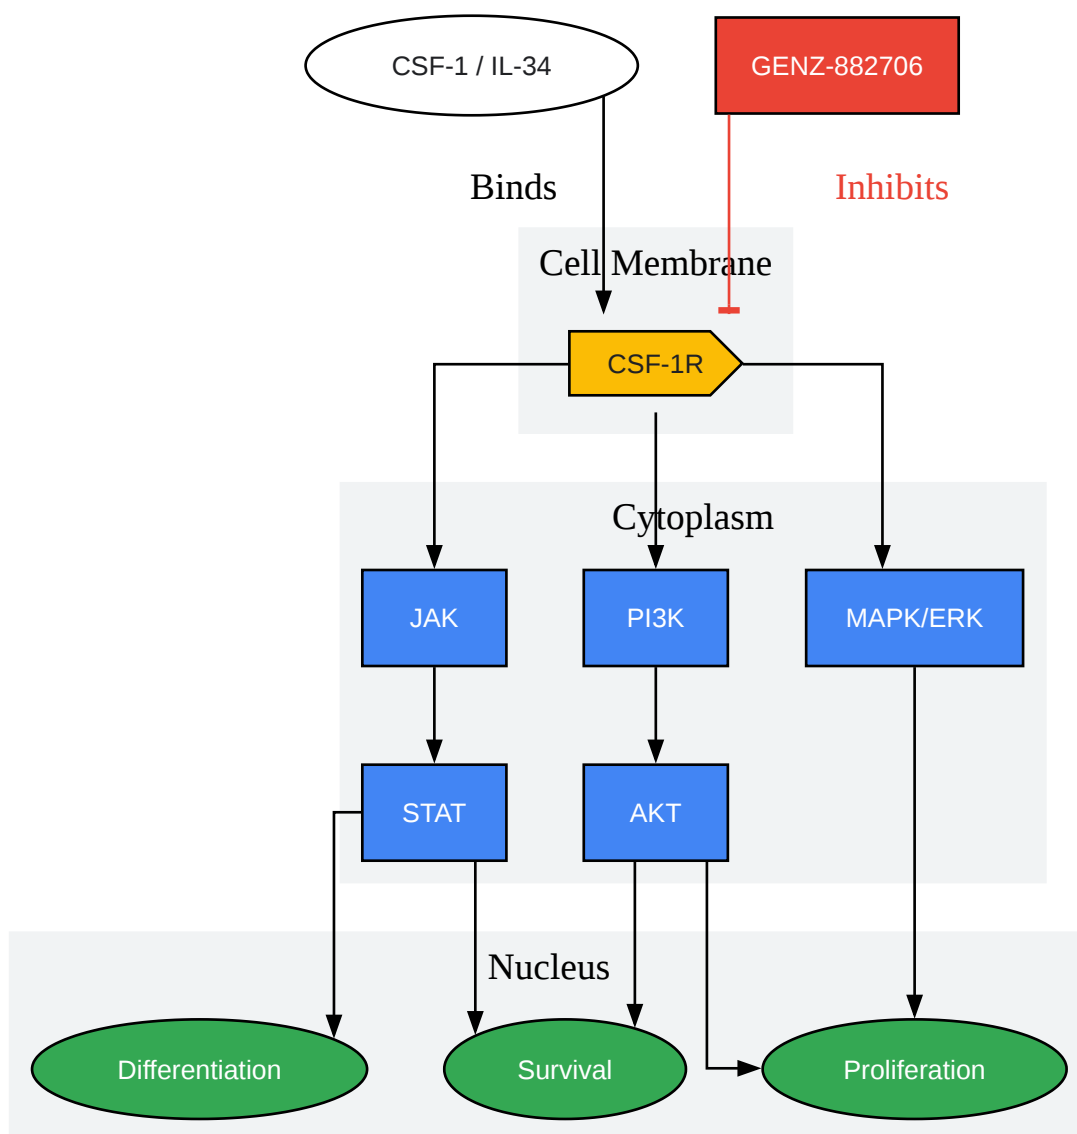 CSF-1 / IL-34
GENZ-882706
Binds
Inhibits
Cell Membrane
CSF-1R
Cytoplasm
JAK
PI3K
MAPK/ERK
STAT
AKT
Nucleus
Differentiation
Survival
Proliferation